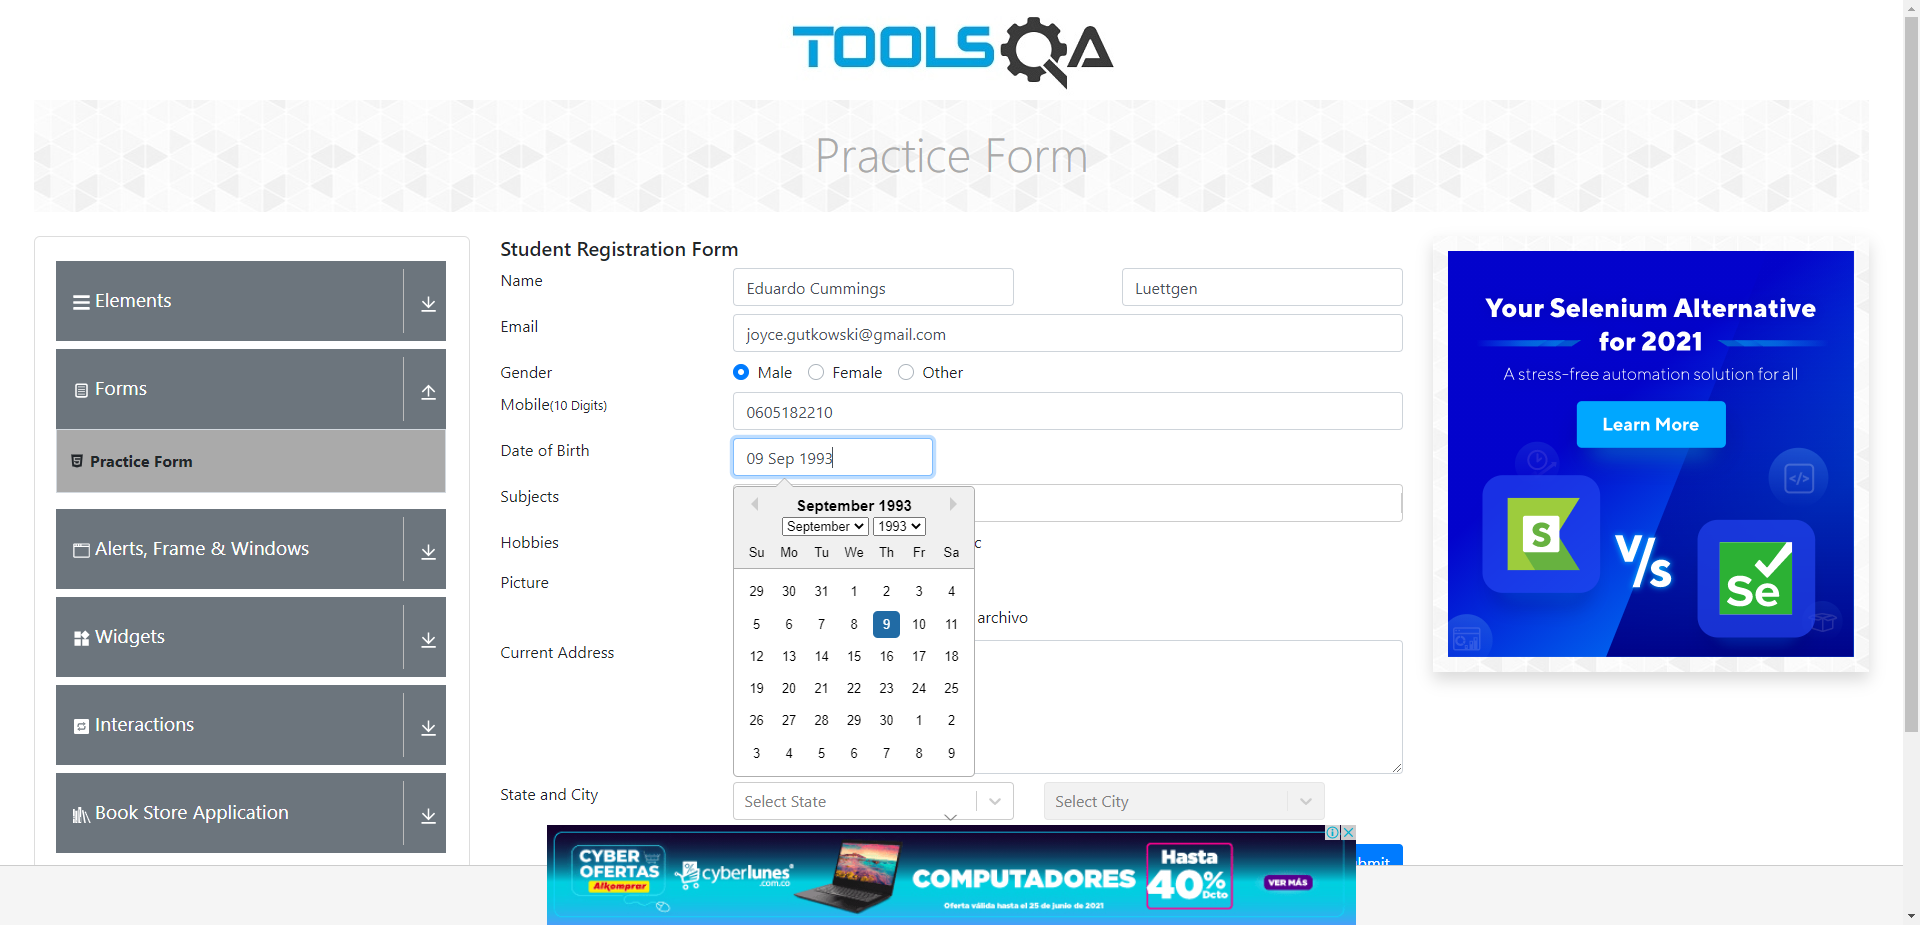 TOOLSQA
Practice Form
Elements
Forms
Practice Form
Alerts, Frame & Windows
Widgets
Interactions
Book Store Application
Student Registration Form
Name
Eduardo Cummings
Luettgen
Email
joyce.gutkowski@gmail.com
Gender
Male
Female
Other
Mobile(10 Digits)
0605182210
Date of Birth
09 Sep 1993
September 1993
September
1993
Su Mo Tu We Th Fr Sa
29 30 31 1 2 3 4
5 6 7 8 9 10 11
12 13 14 15 16 17 18
19 20 21 22 23 24 25
26 27 28 29 30 1 2
3 4 5 6 7 8 9
Subjects
Hobbies
c
Picture
archivo
Current Address
State and City
Select State
Select City
bmit
Your Selenium Alternative
for 2021
A stress-free automation solution for all
Learn More
S
V/s
Se
CYBER
OFERTAS
Alkomprar
cyberlunes
.com.co
COMPUTADORES
Oferta válida hasta el 25 de junio de 2021
Hasta
40%
Dcto
VER MÁS